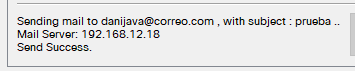 Sending mail to danijava@correo.com , with subject : prueba ..
Mail Server: 192.168.12.18
Send Success.